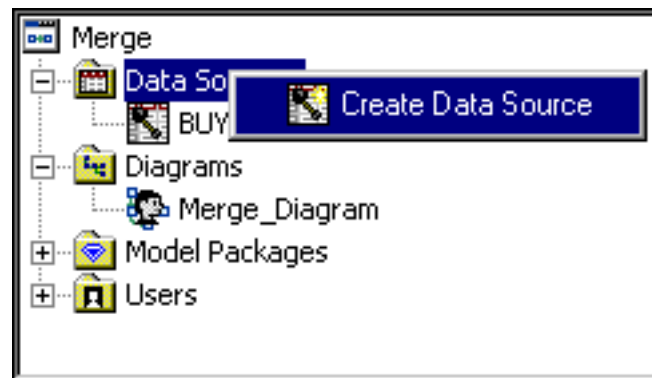 Merge
Data So
Create Data Source
BUY
Diagrams
Merge_Diagram
Model Packages
Users